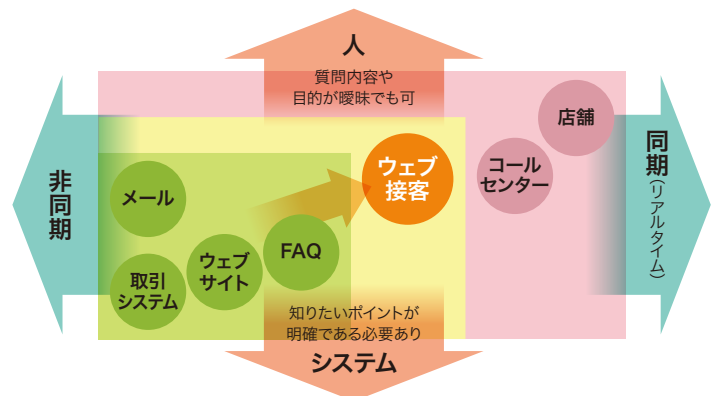 人
質問内容や
目的が曖昧でも可
店舗
コール
センター
ウェブ
接客
同期（リアルタイム）
非同期
メール
FAQ
ウェブ
サイト
取引
システム
知りたいポイントが
明確である必要あり
システム